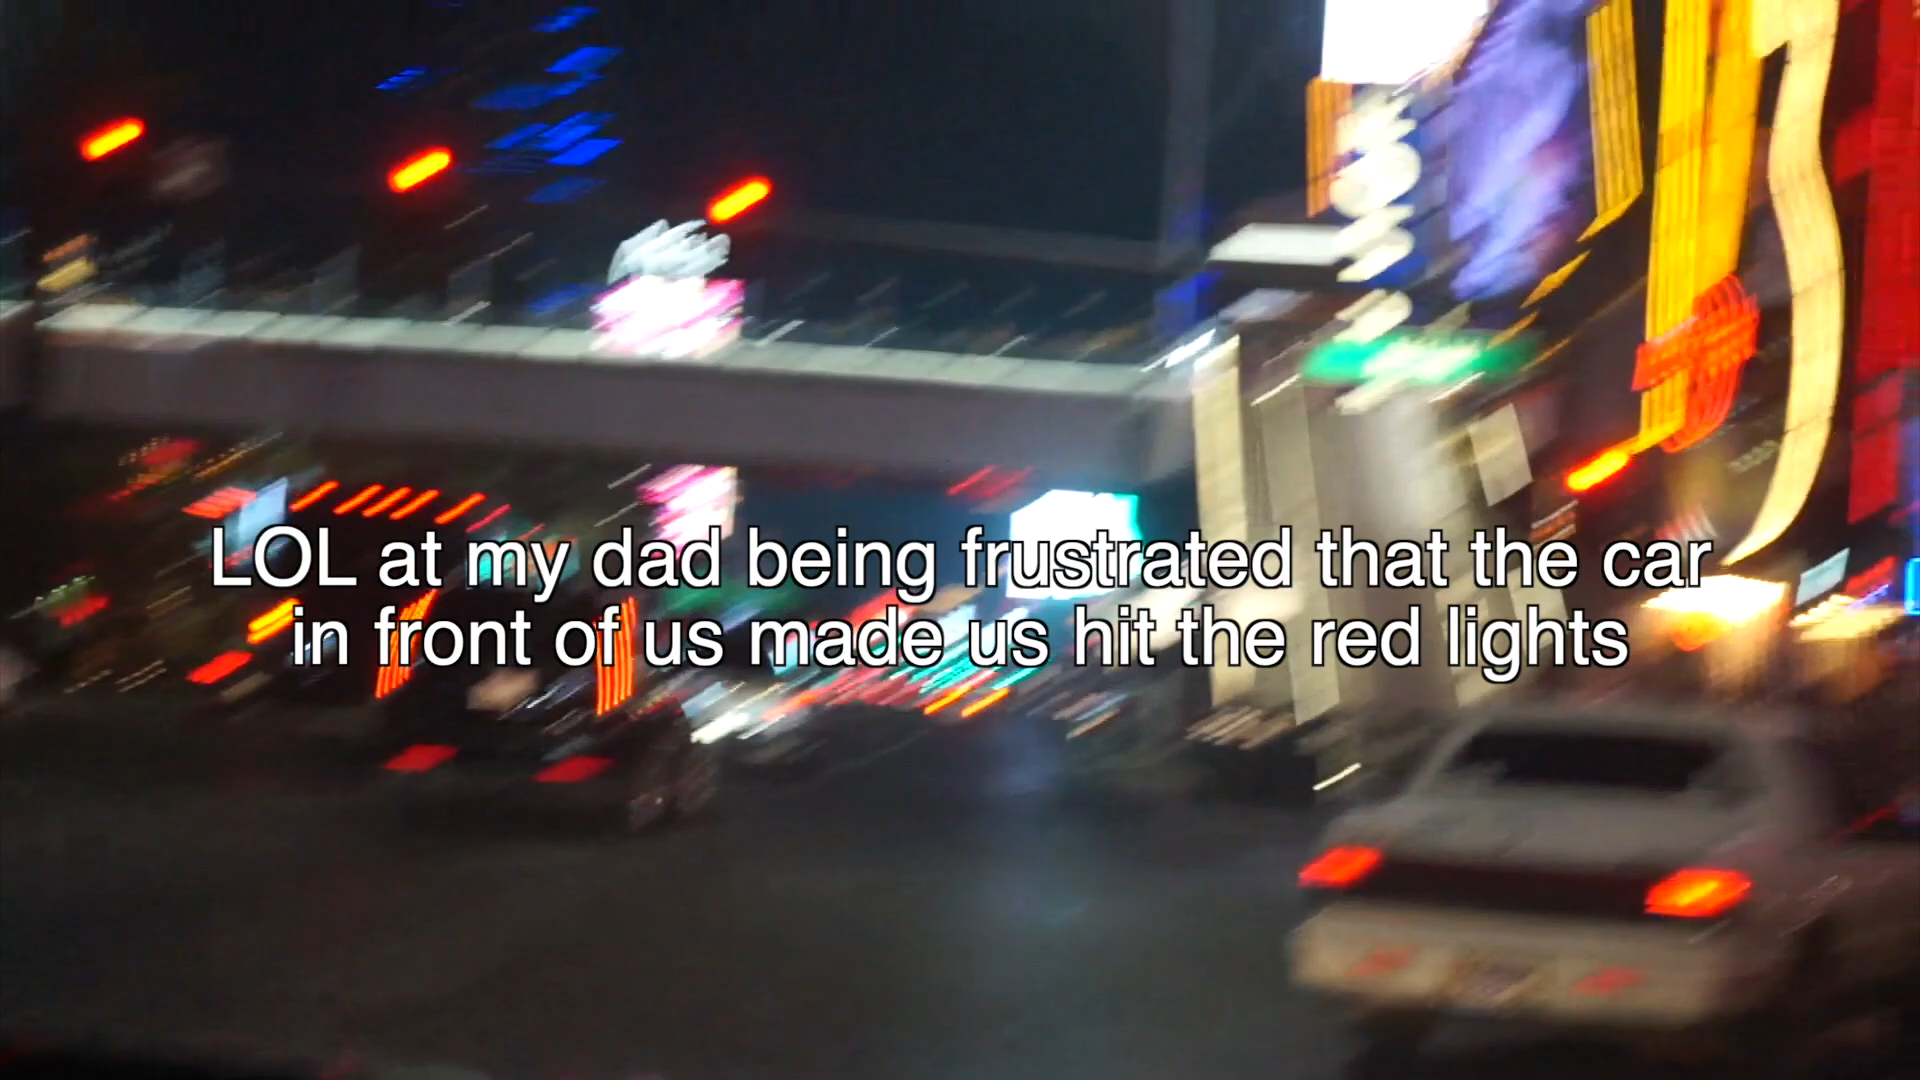 LOL at my dad being frustrated that the car
in front of us made us hit the red lights